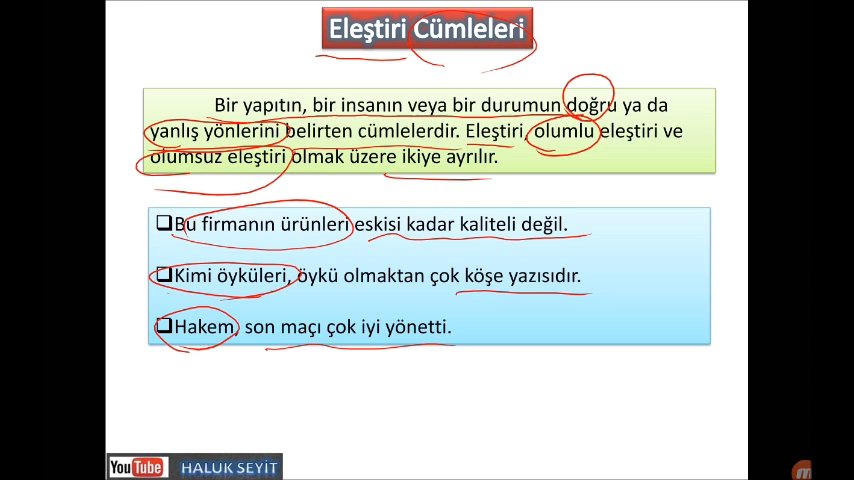 Eleştiri Cümleleri
Bir yapıtın, bir insanın veya bir durumun doğru ya da
yanlış yönlerini belirten cümlelerdir. Eleştiri, olumlu eleştiri ve
olumsuz eleştiri olmak üzere ikiye ayrılır.
Bu firmanın ürünleri eskisi kadar kaliteli değil.
Kimi öyküleri, öykü olmaktan çok köşe yazısıdır.
Hakem, son maçı çok iyi yönetti.
YouTube HALUK SEYİT